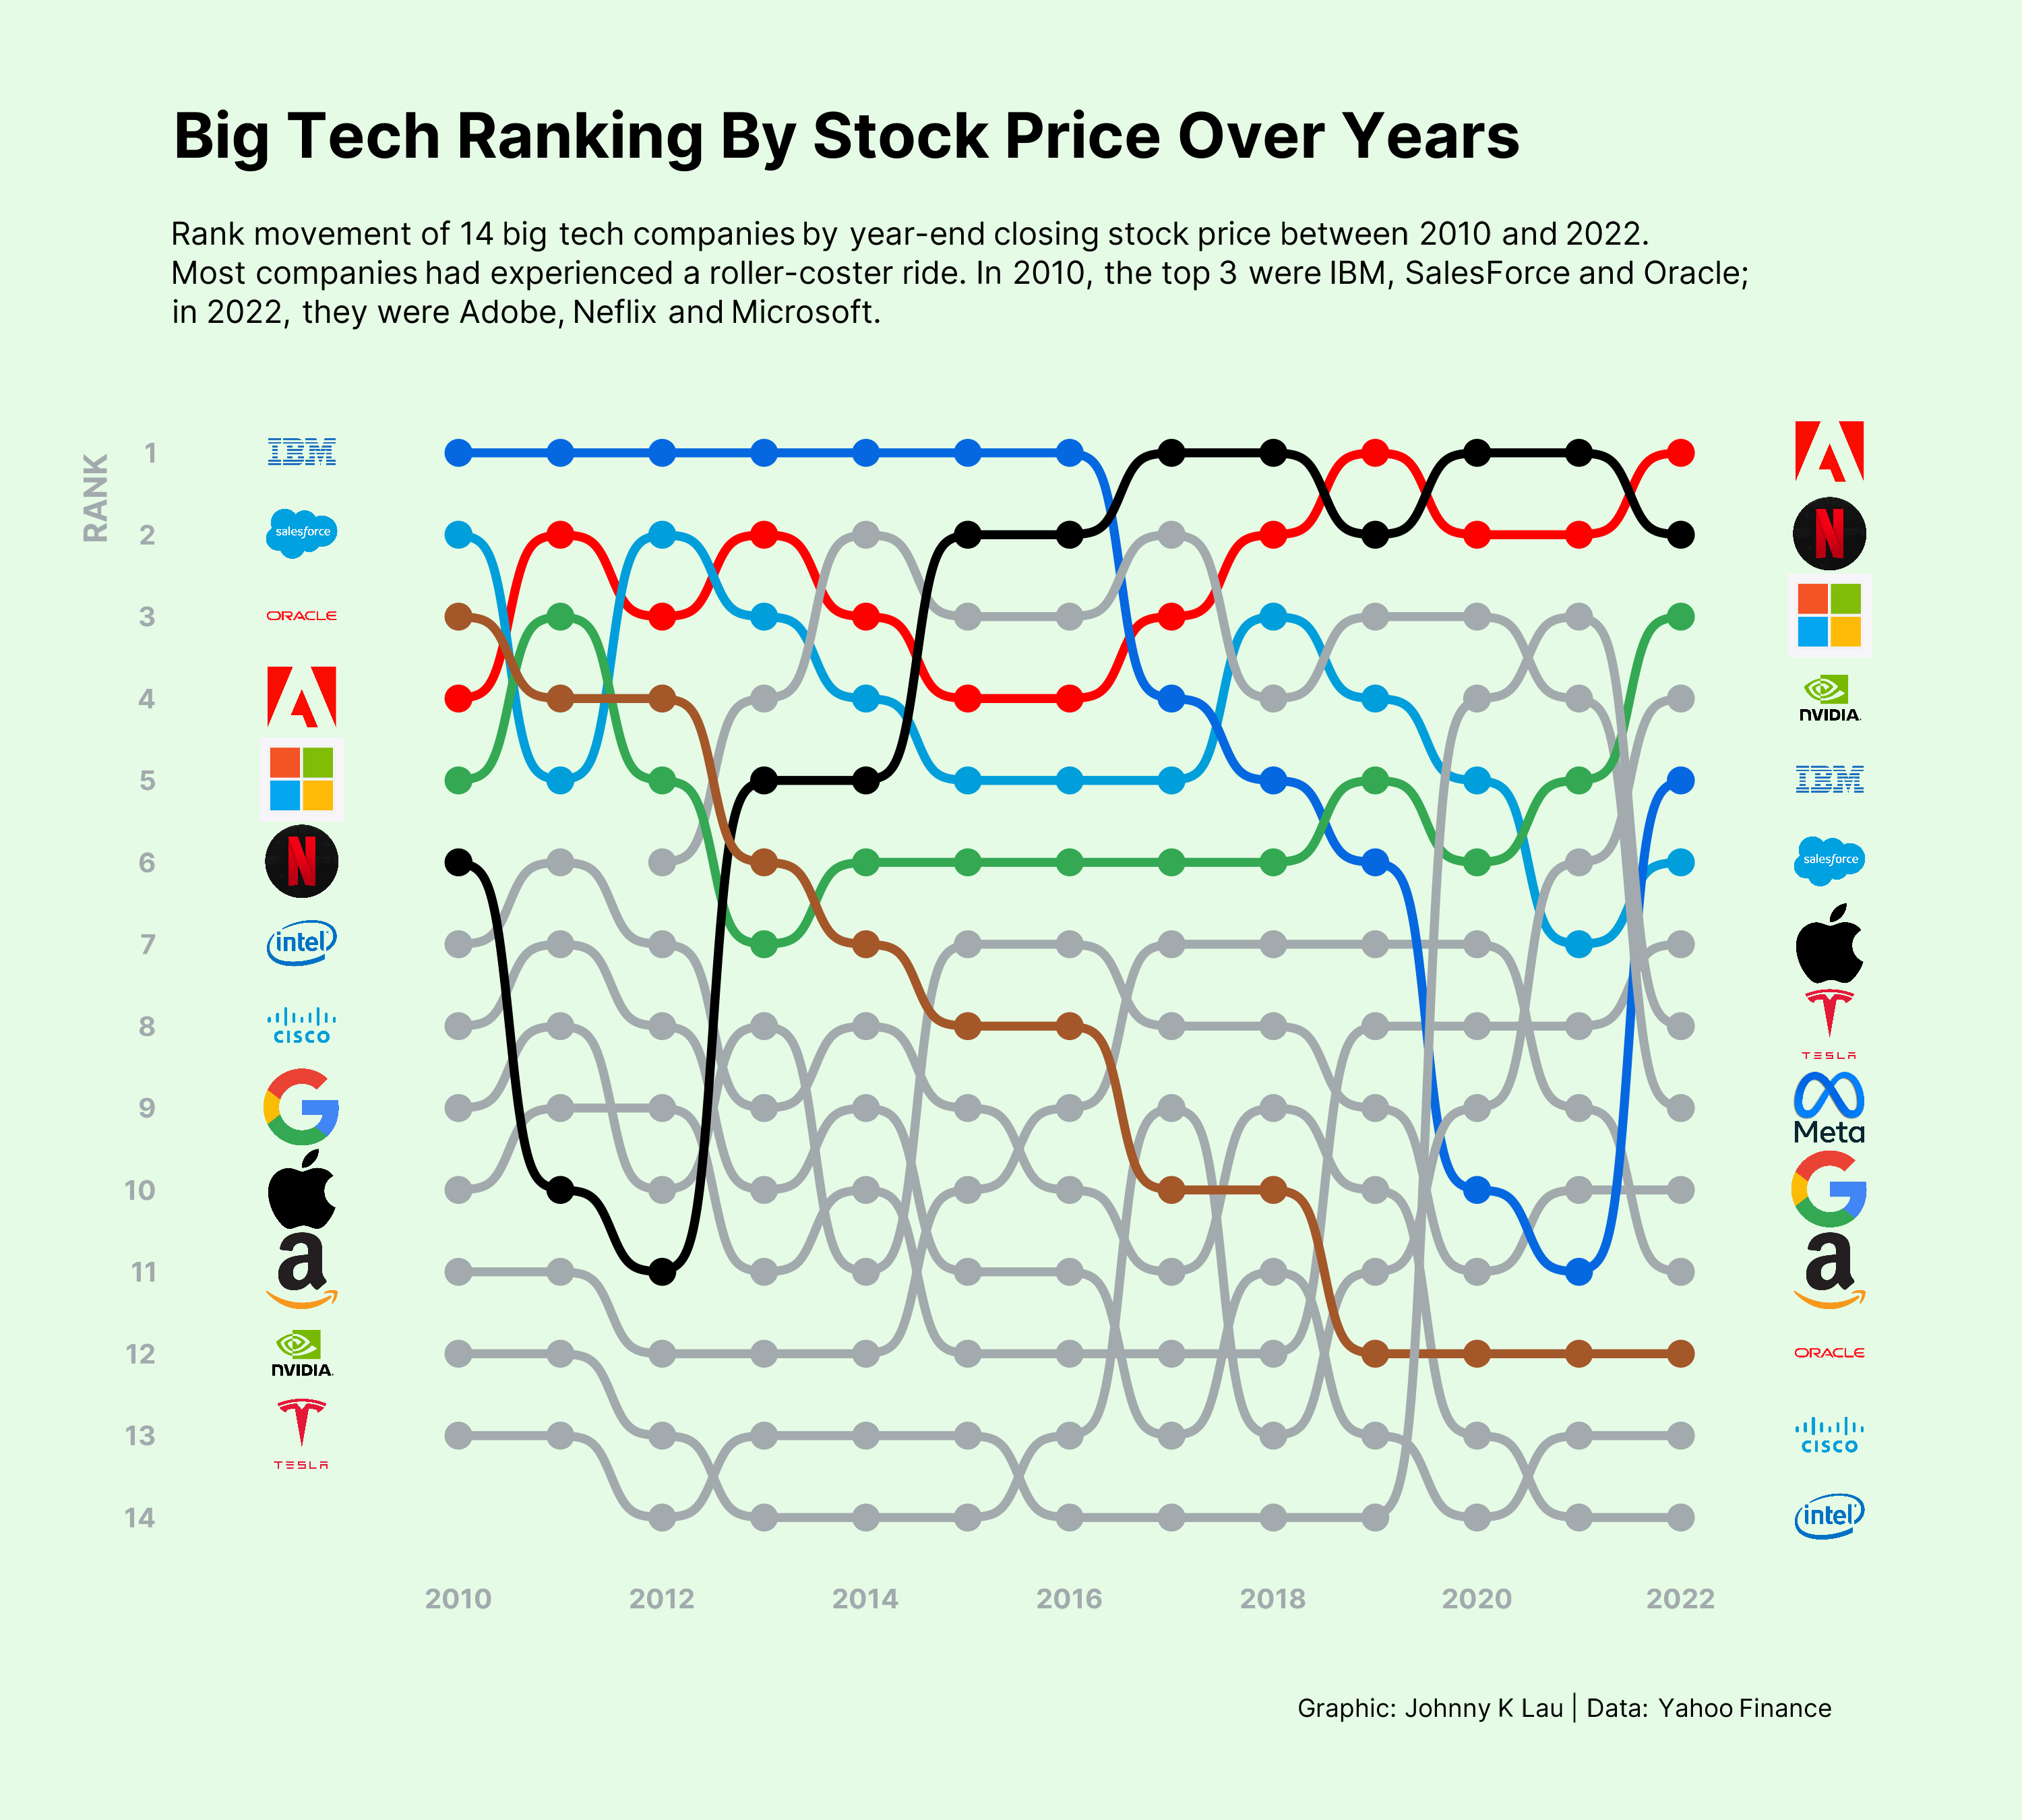 Big Tech Ranking By Stock Price Over Years
Rank movement of 14 big tech companies by year-end closing stock price between 2010 and 2022.
Most companies had experienced a roller-coster ride. In 2010, the top 3 were IBM, SalesForce and Oracle;
in 2022, they were Adobe, Neflix and Microsoft.
RANK
1 IBM
2 salesforce N
3 ORACLE
4 NVIDIA.
5 IBM
6 N salesforce
7 intel
8 CISCO TESLA
9 G Meta
10 G
11 a a
12 NVIDIA. ORACLE
13 TESLA CISCO
14 intel
2010 2012 2014 2016 2018 2020 2022
Graphic: Johnny K Lau | Data: Yahoo Finance